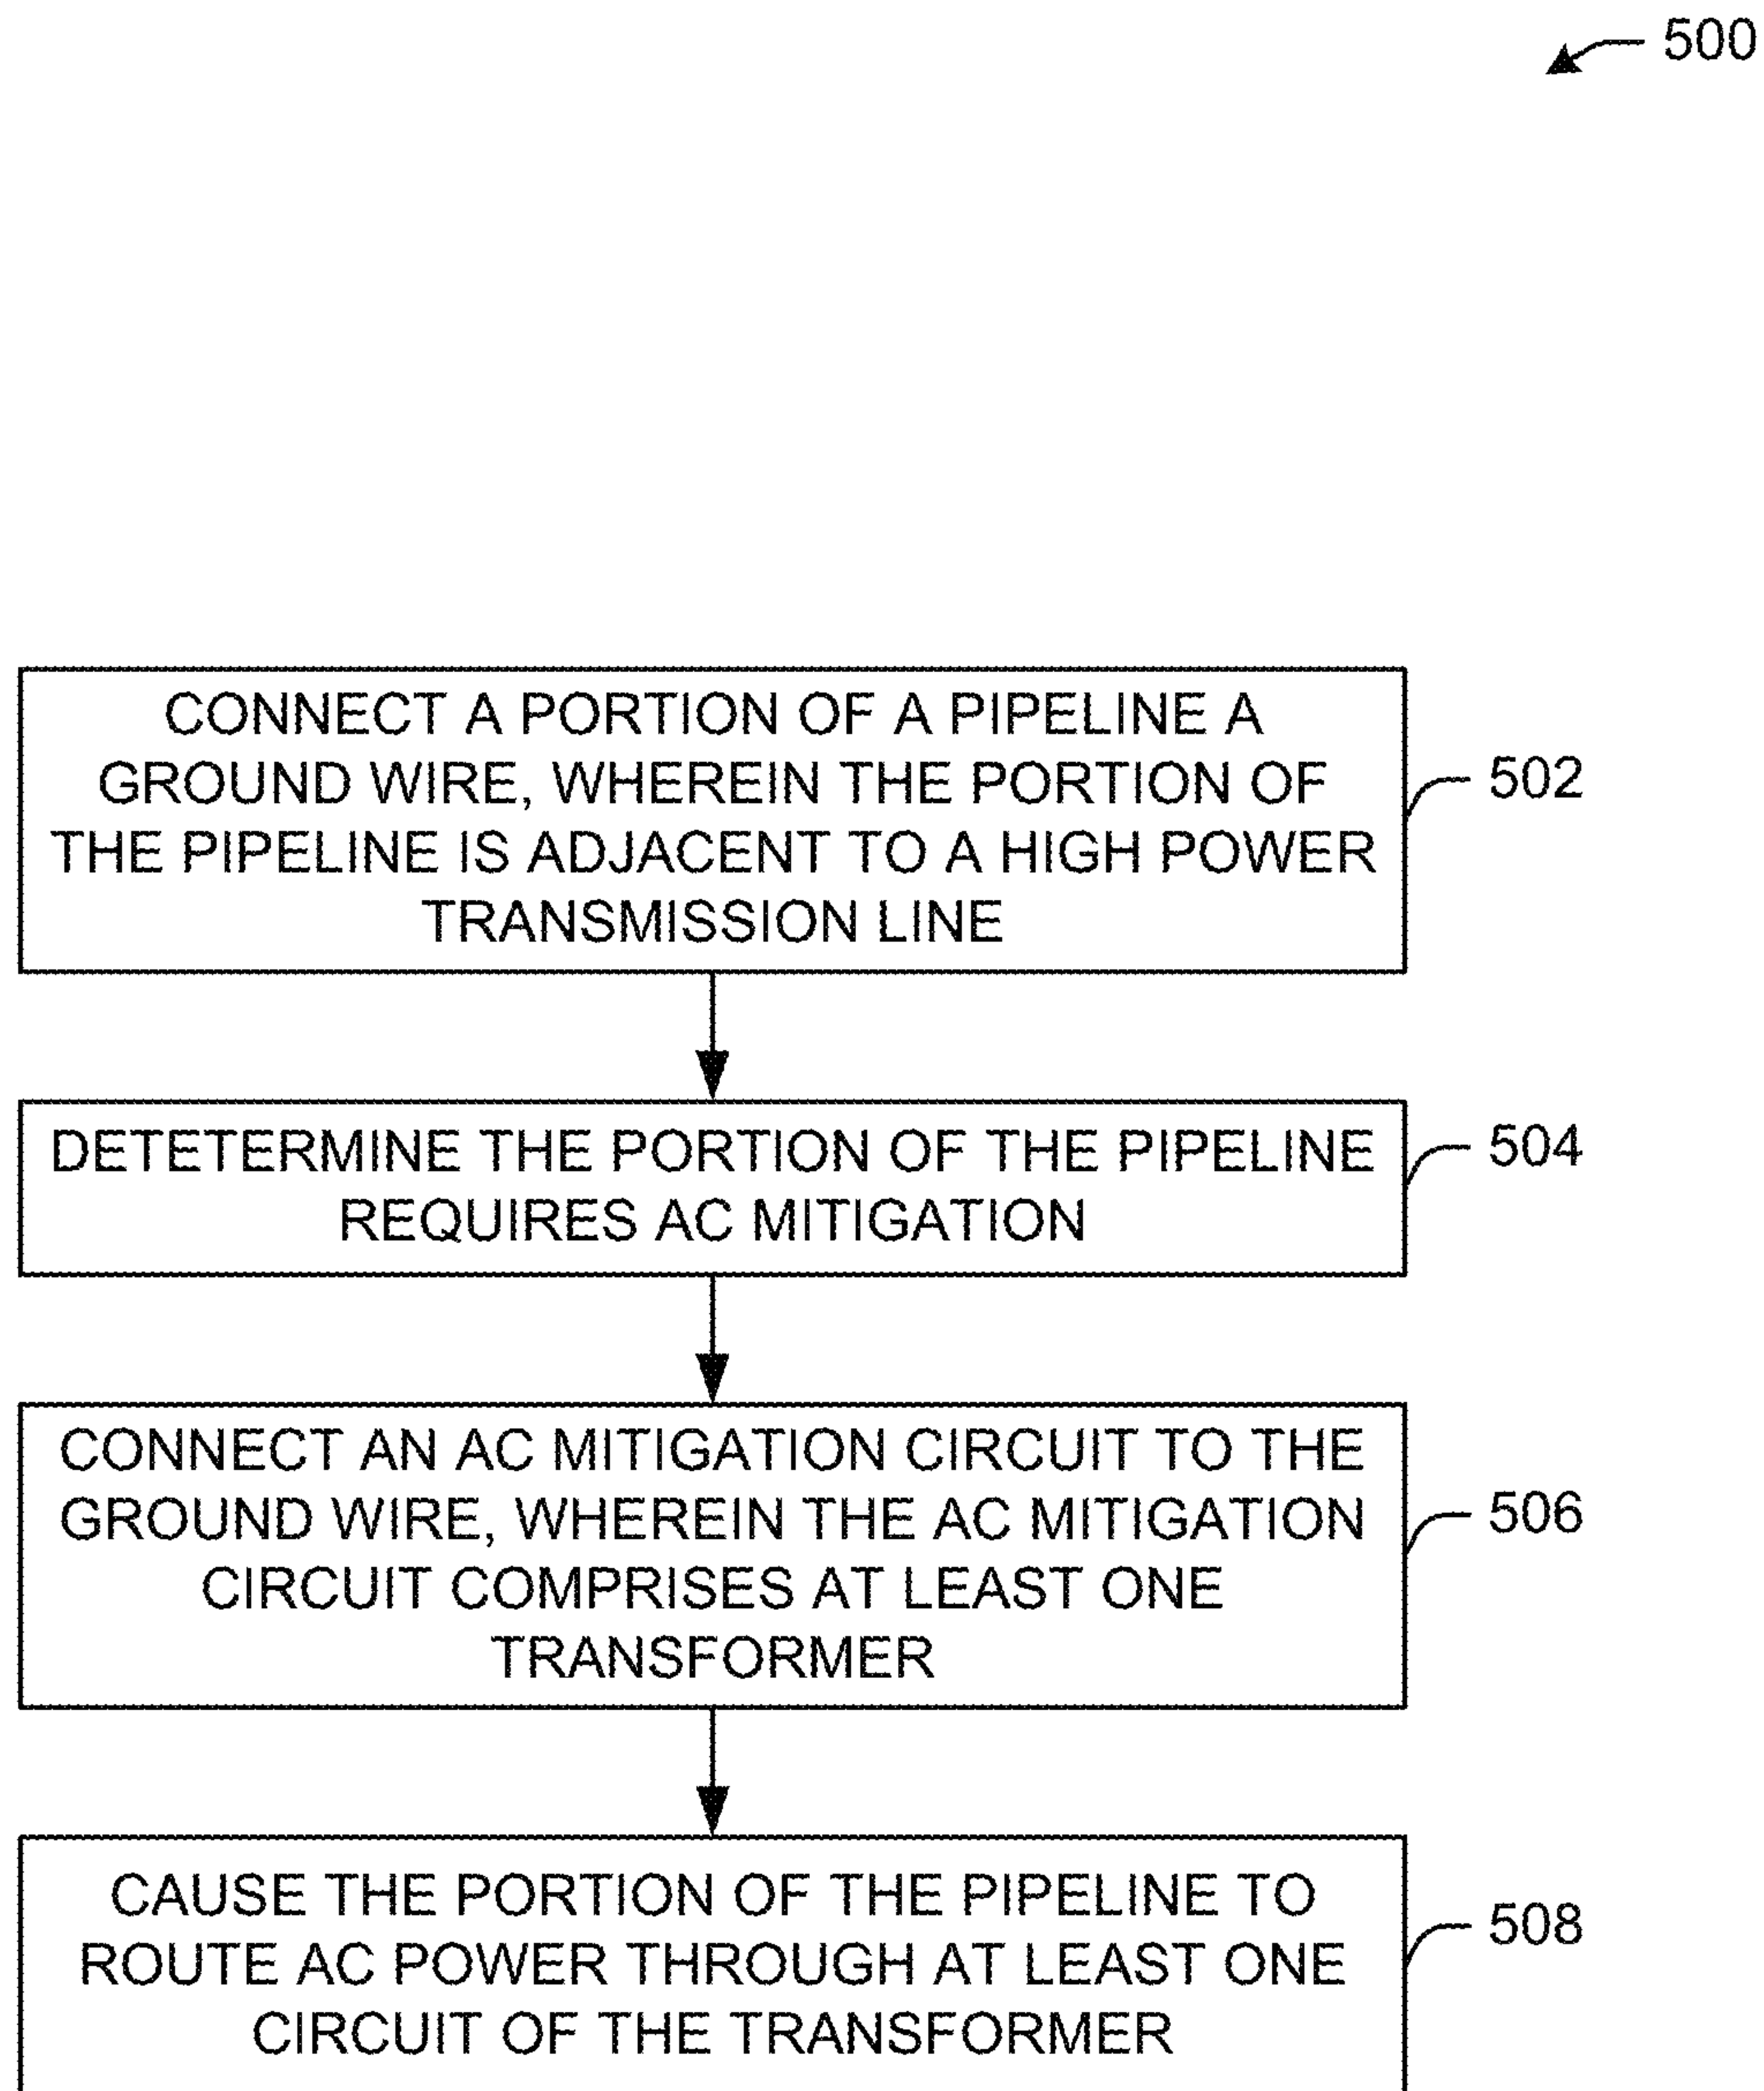 500
CONNECT A PORTION OF A PIPELINE A
GROUND WIRE, WHEREIN THE PORTION OF
THE PIPELINE IS ADJACENT TO A HIGH POWER
TRANSMISSION LINE
502
DETETERMINE THE PORTION OF THE PIPELINE
REQUIRES AC MITIGATION
504
CONNECT AN AC MITIGATION CIRCUIT TO THE
GROUND WIRE, WHEREIN THE AC MITIGATION
CIRCUIT COMPRISES AT LEAST ONE
TRANSFORMER
506
CAUSE THE PORTION OF THE PIPELINE TO
ROUTE AC POWER THROUGH AT LEAST ONE
CIRCUIT OF THE TRANSFORMER
508